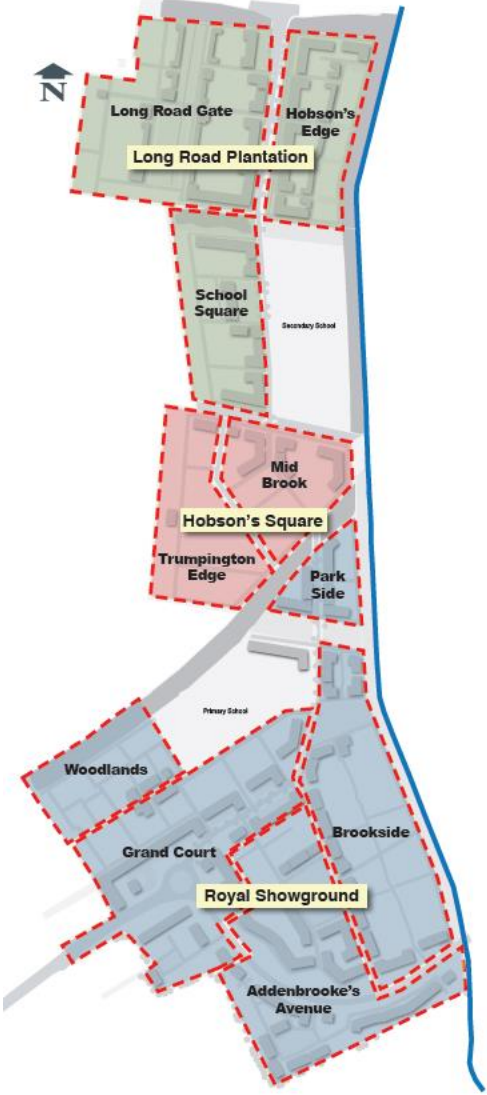 N
Long Road Gate
Hobson's
Edge
Long Road Plantation
School
Square
Secondary School
Mid
Brook
Hobson's Square
Trumpington
Edge
Park
Side
Primary School
Woodlands
Brookside
Grand Court
Royal Showground
Addenbrooke's
Avenue